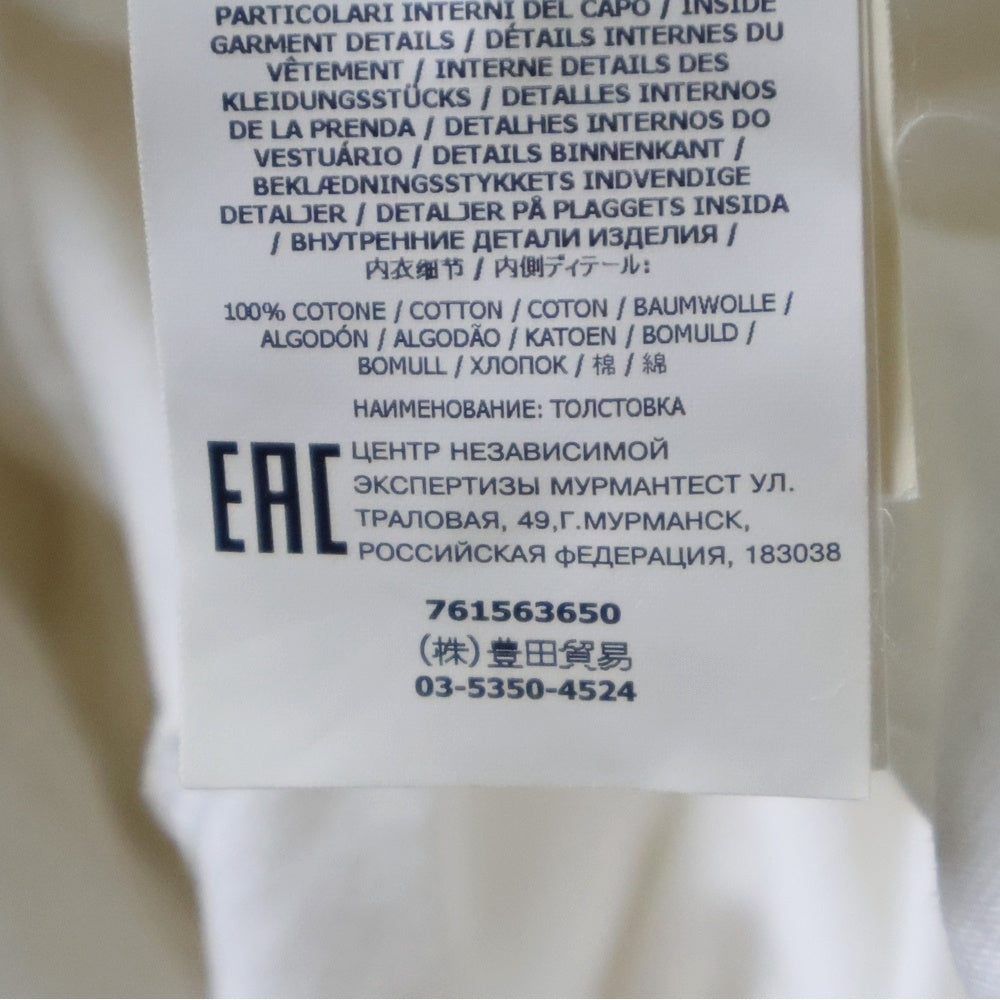 PARTICOLARI INTERNI DEL CAPO / INSIDE
GARMENT DETAILS / DÉTAILS INTERNES DU
VÊTEMENT / INTERNE DETAILS DES
KLEIDUNGSSTÜCKS / DETALLES INTERNOS
DE LA PRENDA / DETALHES INTERNOS DO
VESTUÁRIO / DETAILS BINNENKANT /
BEKLÆDNINGSSTYKKETS INDVENDIGE
DETALJER / DETALJER PÅ PLAGGETS INSIDA
/ ВНУТРЕННИЕ ДЕТАЛИ ИЗДЕЛИЯ /
内衣细节 / 内側ディテール:
100% COTONE / COTTON / COTON / BAUMWOLLE /
ALGODÓN / ALGODÃO / KATOEN / BOMULD /
BOMULL / ХЛОПОК / 棉 / 綿
НАИМЕНОВАНИЕ: ТОЛСТОВКА
EAC ЦЕНТР НЕЗАВИСИМОЙ
ЭКСПЕРТИЗЫ МУРМАНТЕСТ УЛ.
ТРАЛОВАЯ, 49,Г.МУРМАНСК,
РОССИЙСКАЯ фЕДЕРАЦИЯ, 183038
761563650
(株)豊田貿易
03-5350-4524